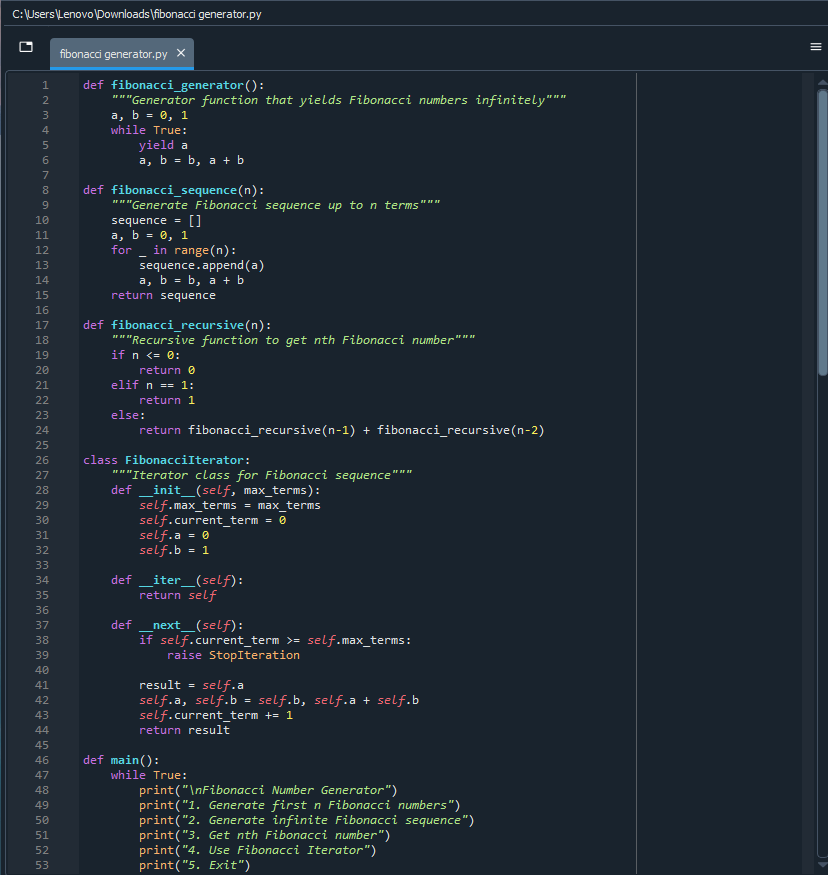 C:\Users\Lenovo\Downloads\fibonacci generator.py
fibonacci generator.py ×
1 def fibonacci_generator():
2     """Generator function that yields Fibonacci numbers infinitely"""
3     a, b = 0, 1
4     while True:
5         yield a
6         a, b = b, a + b
7
8 def fibonacci_sequence(n):
9     """Generate Fibonacci sequence up to n terms"""
10     sequence = []
11     a, b = 0, 1
12     for _ in range(n):
13         sequence.append(a)
14         a, b = b, a + b
15     return sequence
16
17 def fibonacci_recursive(n):
18     """Recursive function to get nth Fibonacci number"""
19     if n <= 0:
20         return 0
21     elif n == 1:
22         return 1
23     else:
24         return fibonacci_recursive(n-1) + fibonacci_recursive(n-2)
25
26 class FibonacciIterator:
27     """Iterator class for Fibonacci sequence"""
28     def __init__(self, max_terms):
29         self.max_terms = max_terms
30         self.current_term = 0
31         self.a = 0
32         self.b = 1
33
34     def __iter__(self):
35         return self
36
37     def __next__(self):
38         if self.current_term >= self.max_terms:
39             raise StopIteration
40
41         result = self.a
42         self.a, self.b = self.b, self.a + self.b
43         self.current_term += 1
44         return result
45
46 def main():
47     while True:
48         print("\nFibonacci Number Generator")
49         print("1. Generate first n Fibonacci numbers")
50         print("2. Generate infinite Fibonacci sequence")
51         print("3. Get nth Fibonacci number")
52         print("4. Use Fibonacci Iterator")
53         print("5. Exit")